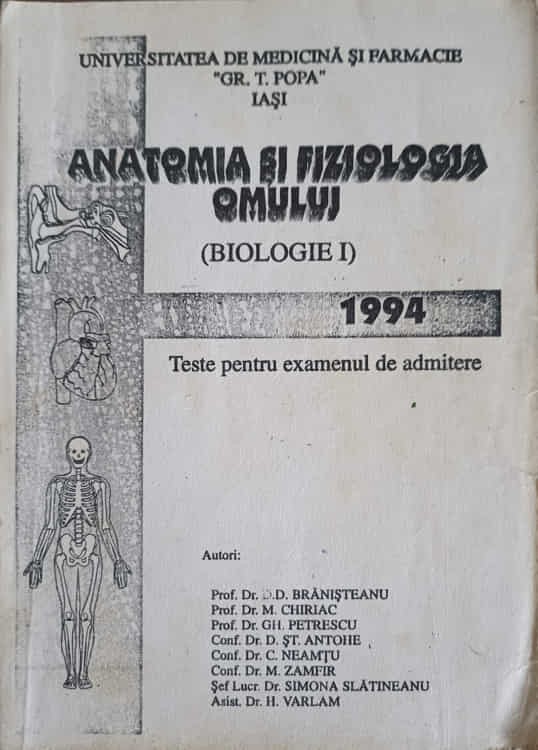 UNIVERSITATEA DE MEDICINĂ ŞI FARMACIE
"GR. T. POPA"
IAŞI
ANATOMIA ŞI FIZIOLOGIA
OMULUI
(BIOLOGIE I)
1994
Teste pentru examenul de admitere
Autori:
Prof. Dr. D.D. BRĂNIŞTEANU
Prof. Dr. M. CHIRIAC
Prof. Dr. GH. PETRESCU
Conf. Dr. D. ŞT. ANTOHE
Conf. Dr. C. NEAMŢU
Conf. Dr. M. ZAMFIR
Şef Lucr. Dr. SIMONA SLĂTINEANU
Asist. Dr. H. VARLAM